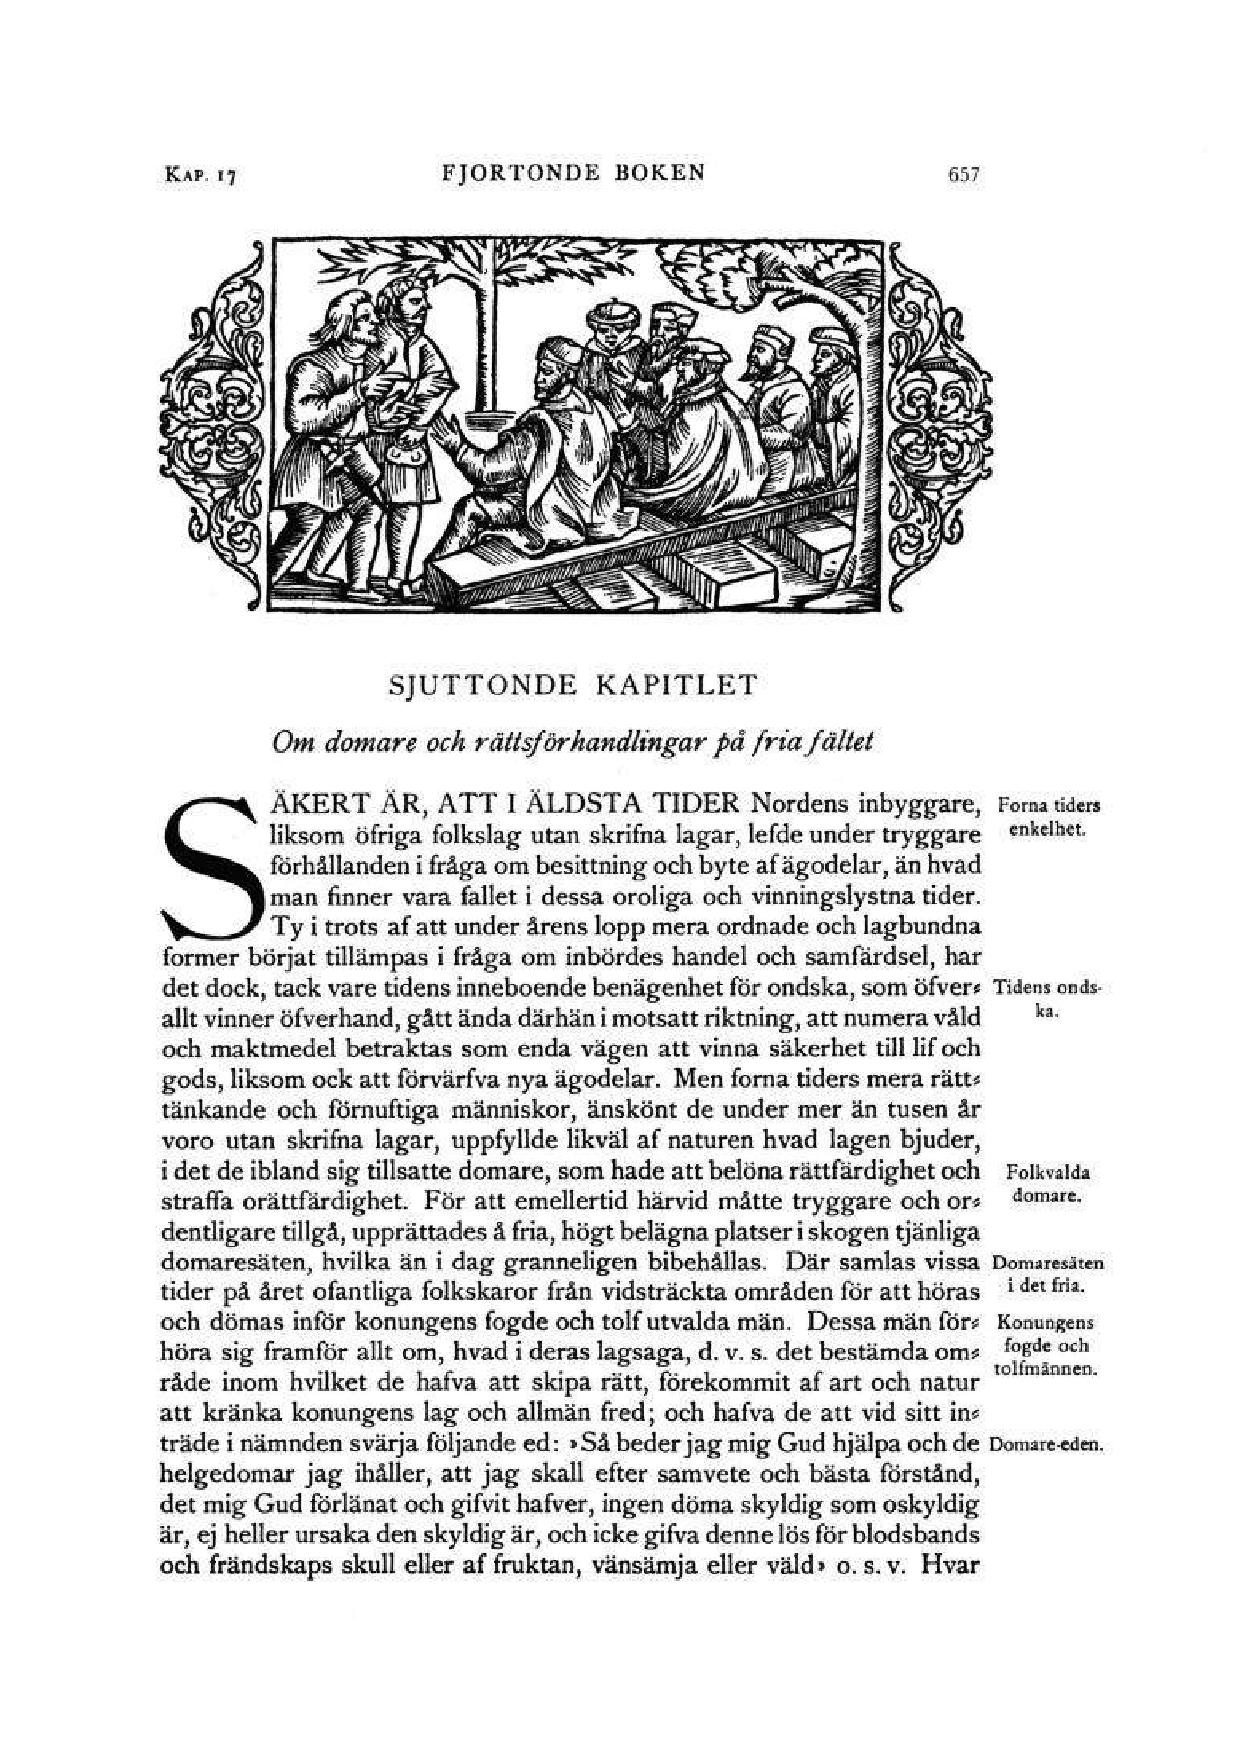 KAP. 17
FJORTONDE BOKEN
657
SJUTTONDE KAPITLET
Om domare och rättsförhandlingar på fria fältet
SÄKERT ÄR, ATT I ÄLDSTA TIDER Nordens inbyggare,
liksom öfriga folkslag utan skrifna lagar, lefde under tryggare
förhållanden i fråga om besittning och byte af ägodelar, än hvad
man finner vara fallet i dessa oroliga och vinningslystna tider.
Ty i trots af att under årens lopp mera ordnade och lagbundna
former börjat tillämpas i fråga om inbördes handel och samfärdsel, har
det dock, tack vare tidens inneboende benägenhet för ondska, som öfver-
allt vinner öfverhand, gått ända därhän i motsatt riktning, att numera våld
och maktmedel betraktas som enda vägen att vinna säkerhet till lif och
gods, liksom ock att förvärfva nya ägodelar. Men forna tiders mera rätt-
tänkande och förnuftiga människor, änskönt de under mer än tusen år
voro utan skrifna lagar, uppfyllde likväl af naturen hvad lagen bjuder,
i det de ibland sig tillsatte domare, som hade att belöna rättfärdighet och
straffa orättfärdighet. För att emellertid härvid måtte tryggare och or-
dentligare tillgå, upprättades å fria, högt belägna platser i skogen tjänliga
domaresäten, hvilka än i dag granneligen bibehållas. Där samlas vissa
tider på året ofantliga folkskaror från vidsträckta områden för att höras
och dömas inför konungens fogde och tolf utvalda män. Dessa män för-
höra sig framför allt om, hvad i deras lagsaga, d. v. s. det bestämda om-
råde inom hvilket de hafva att skipa rätt, förekommit af art och natur
att kränka konungens lag och allmän fred; och hafva de att vid sitt in-
träde i nämnden svärja följande ed: »Så beder jag mig Gud hjälpa och de
helgedomar jag ihåller, att jag skall efter samvete och bästa förstånd,
det mig Gud förlänat och gifvit hafver, ingen döma skyldig som oskyldig
är, ej heller ursaka den skyldig är, och icke gifva denne lös för blodsbands
och frändskaps skull eller af fruktan, vänsämja eller väld» o. s. v. Hvar
Forna tiders
enkelhet.
Tidens onds-
ka.
Folkvalda
domare.
Domaresäten
i det fria.
Konungens
fogde och
tolfmännen.
Domare-eden.